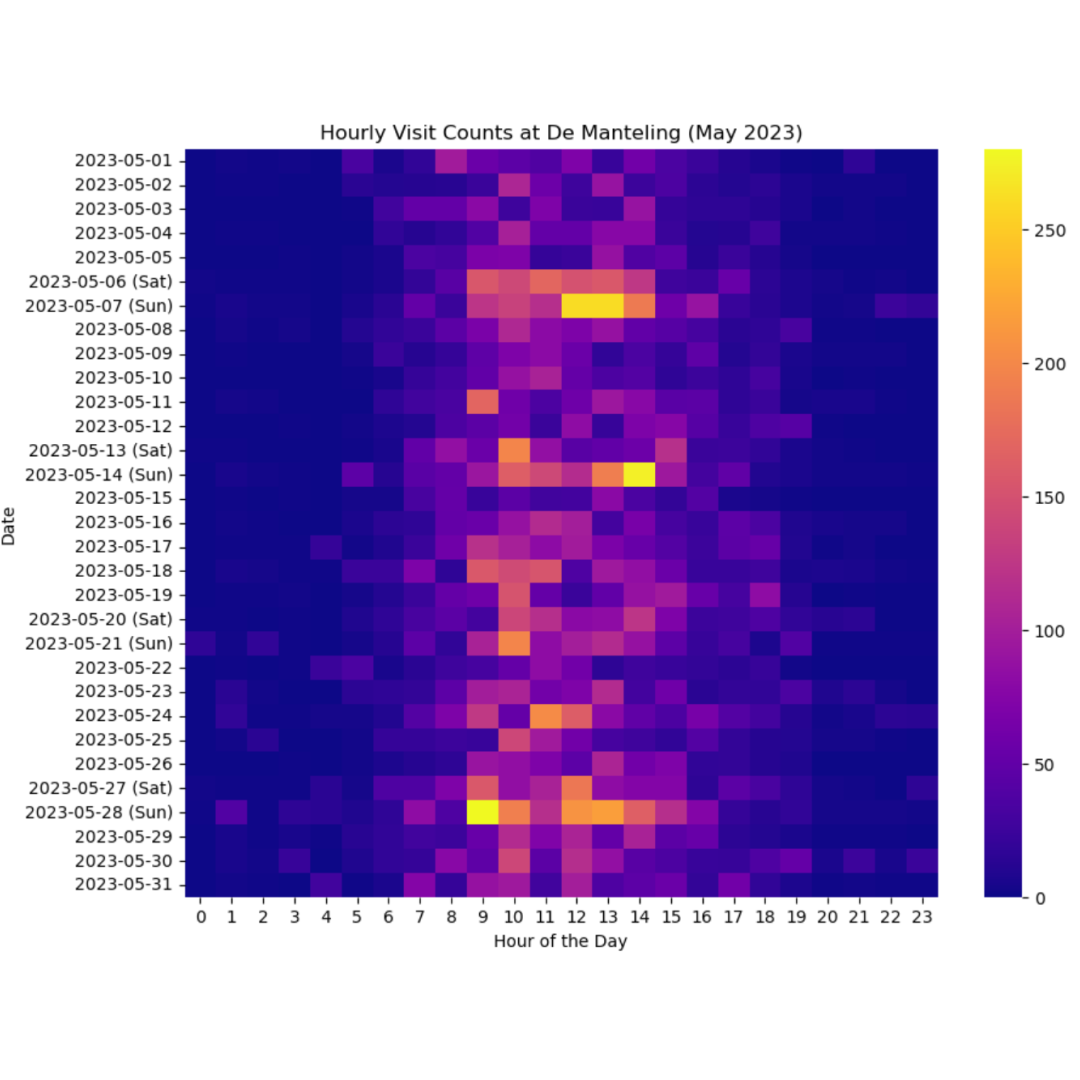 Hourly Visit Counts at De Manteling (May 2023)
2023-05-01
2023-05-02
2023-05-03
2023-05-04
2023-05-05
2023-05-06 (Sat)
2023-05-07 (Sun)
2023-05-08
2023-05-09
2023-05-10
2023-05-11
2023-05-12
2023-05-13 (Sat)
2023-05-14 (Sun)
2023-05-15
2023-05-16
2023-05-17
2023-05-18
2023-05-19
2023-05-20 (Sat)
2023-05-21 (Sun)
2023-05-22
2023-05-23
2023-05-24
2023-05-25
2023-05-26
2023-05-27 (Sat)
2023-05-28 (Sun)
2023-05-29
2023-05-30
2023-05-31
Date
0 1 2 3 4 5 6 7 8 9 10 11 12 13 14 15 16 17 18 19 20 21 22 23
Hour of the Day
250
200
150
100
50
0